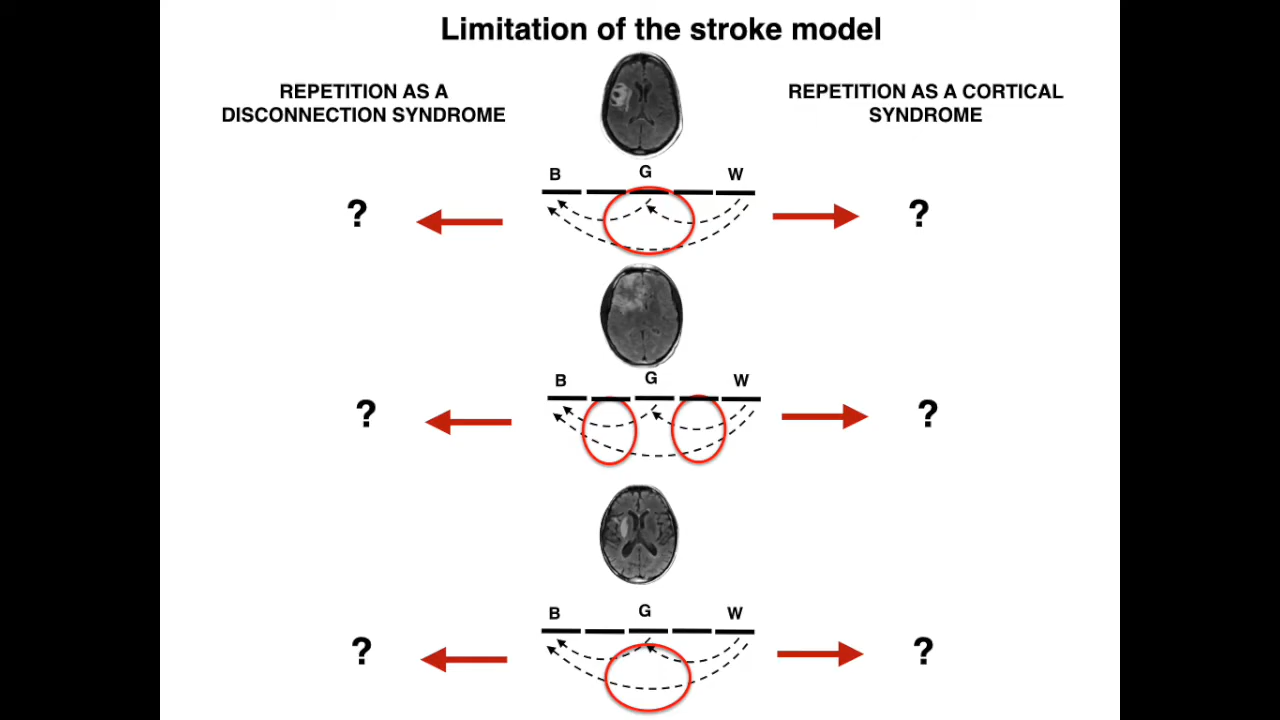 Limitation of the stroke model
REPETITION AS A
DISCONNECTION SYNDROME
REPETITION AS A CORTICAL
SYNDROME
B G W
? ?
B G W
? ?
B G W
? ?